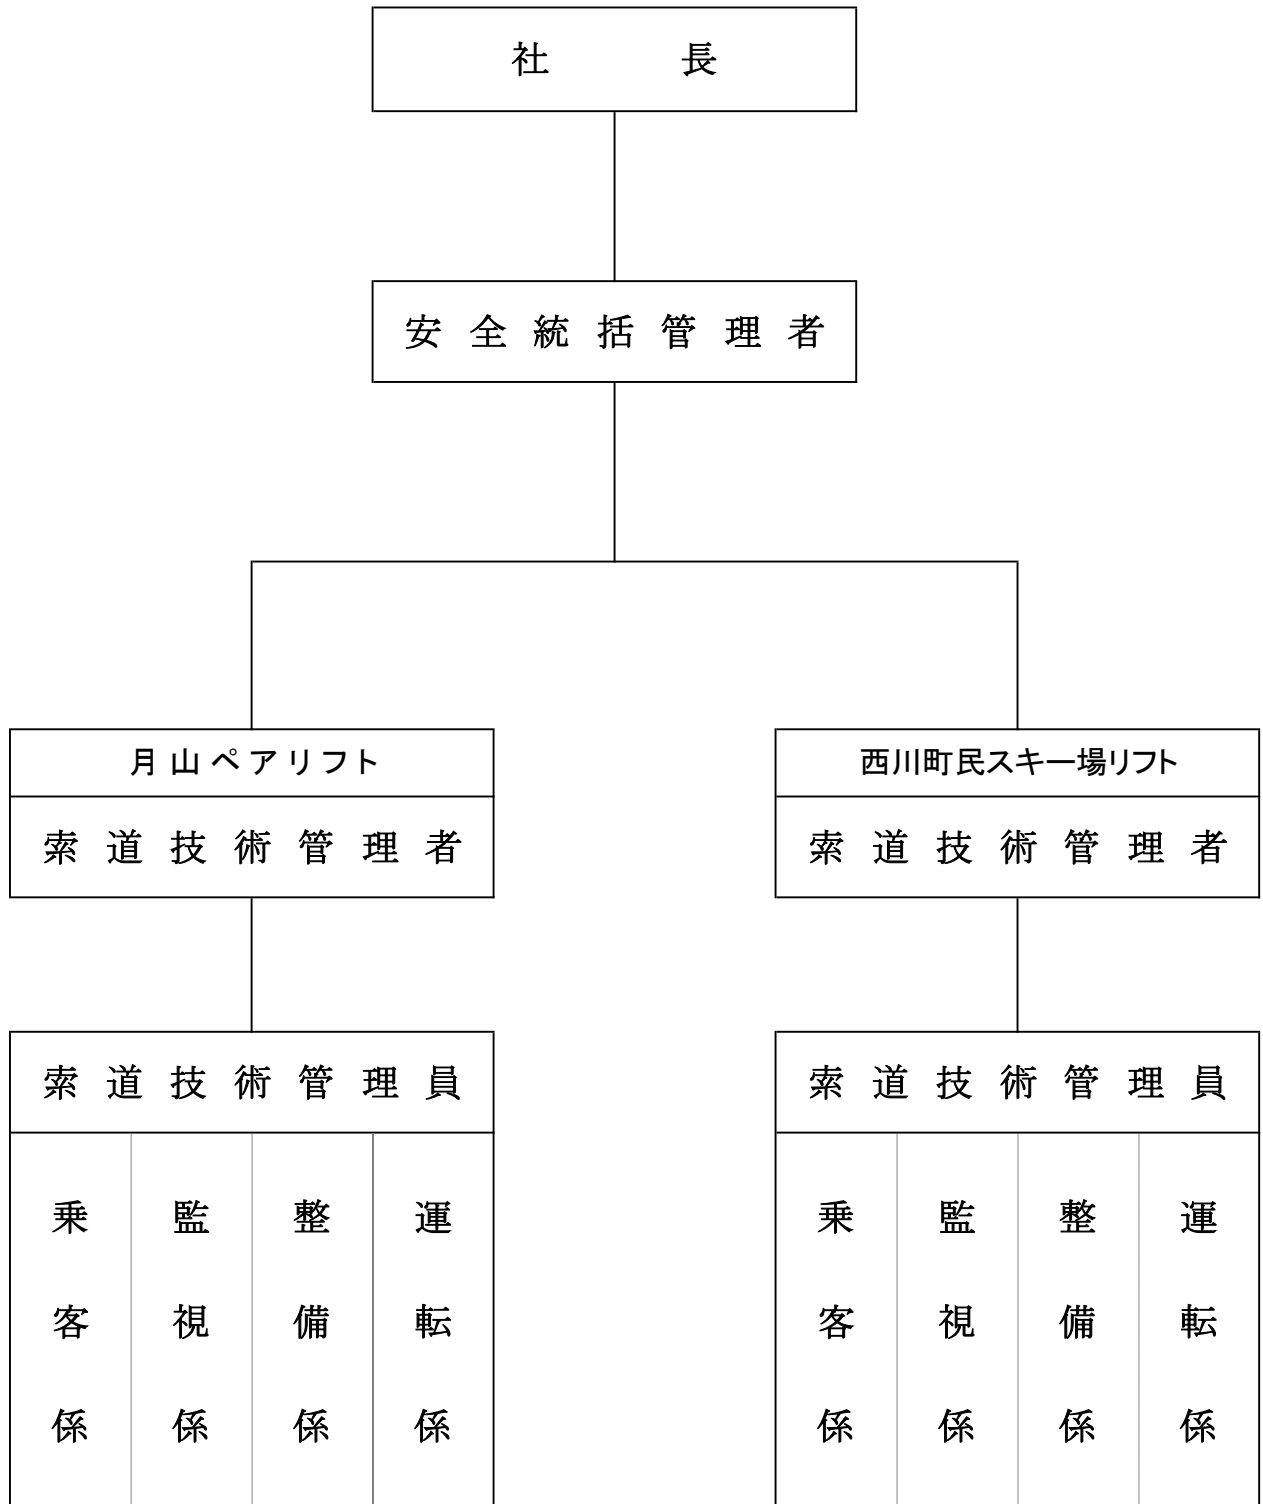 社長
安全統括管理者
月山ペアリフト
索道技術管理者
索道技術管理員
乗客係
監視係
整備係
運転係
西川町民スキー場リフト
索道技術管理者
索道技術管理員
乗客係
監視係
整備係
運転係